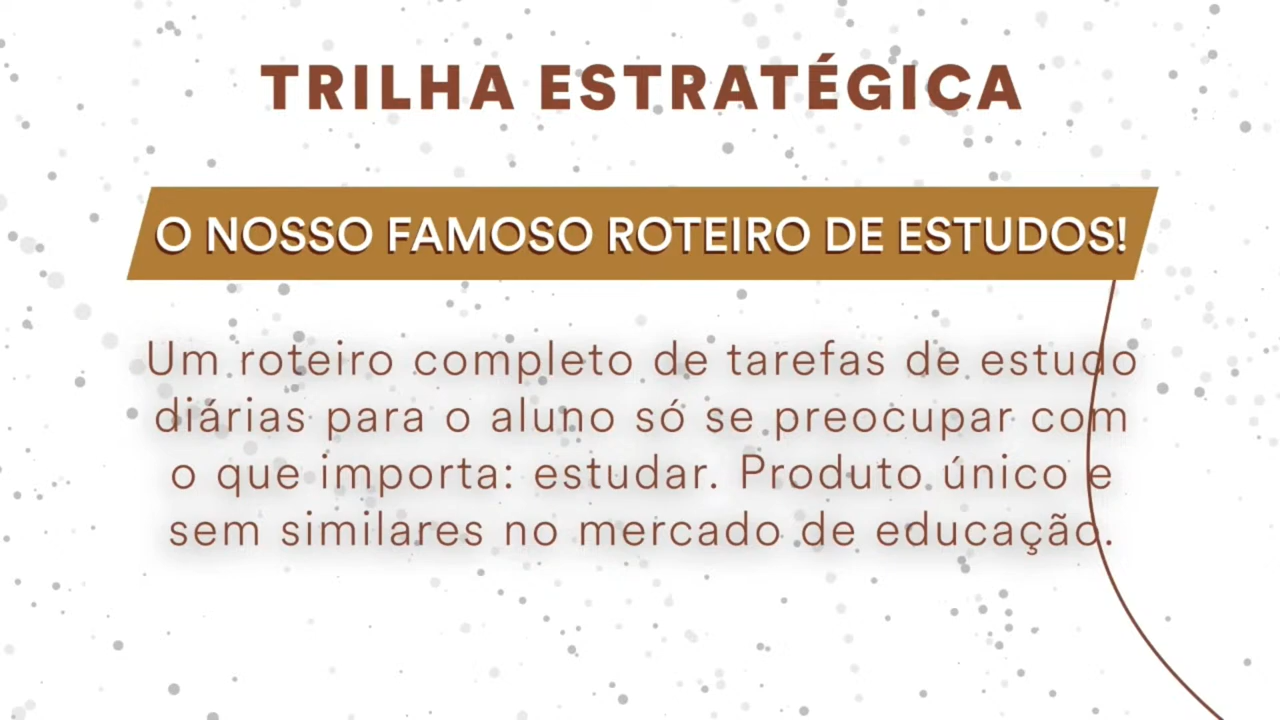 TRILHA ESTRATÉGICA
O NOSSO FAMOSO ROTEIRO DE ESTUDOS!
Um roteiro completo de tarefas de estudo
diárias para o aluno só se preocupar com
o que importa: estudar. Produto único e
sem similares no mercado de educação.